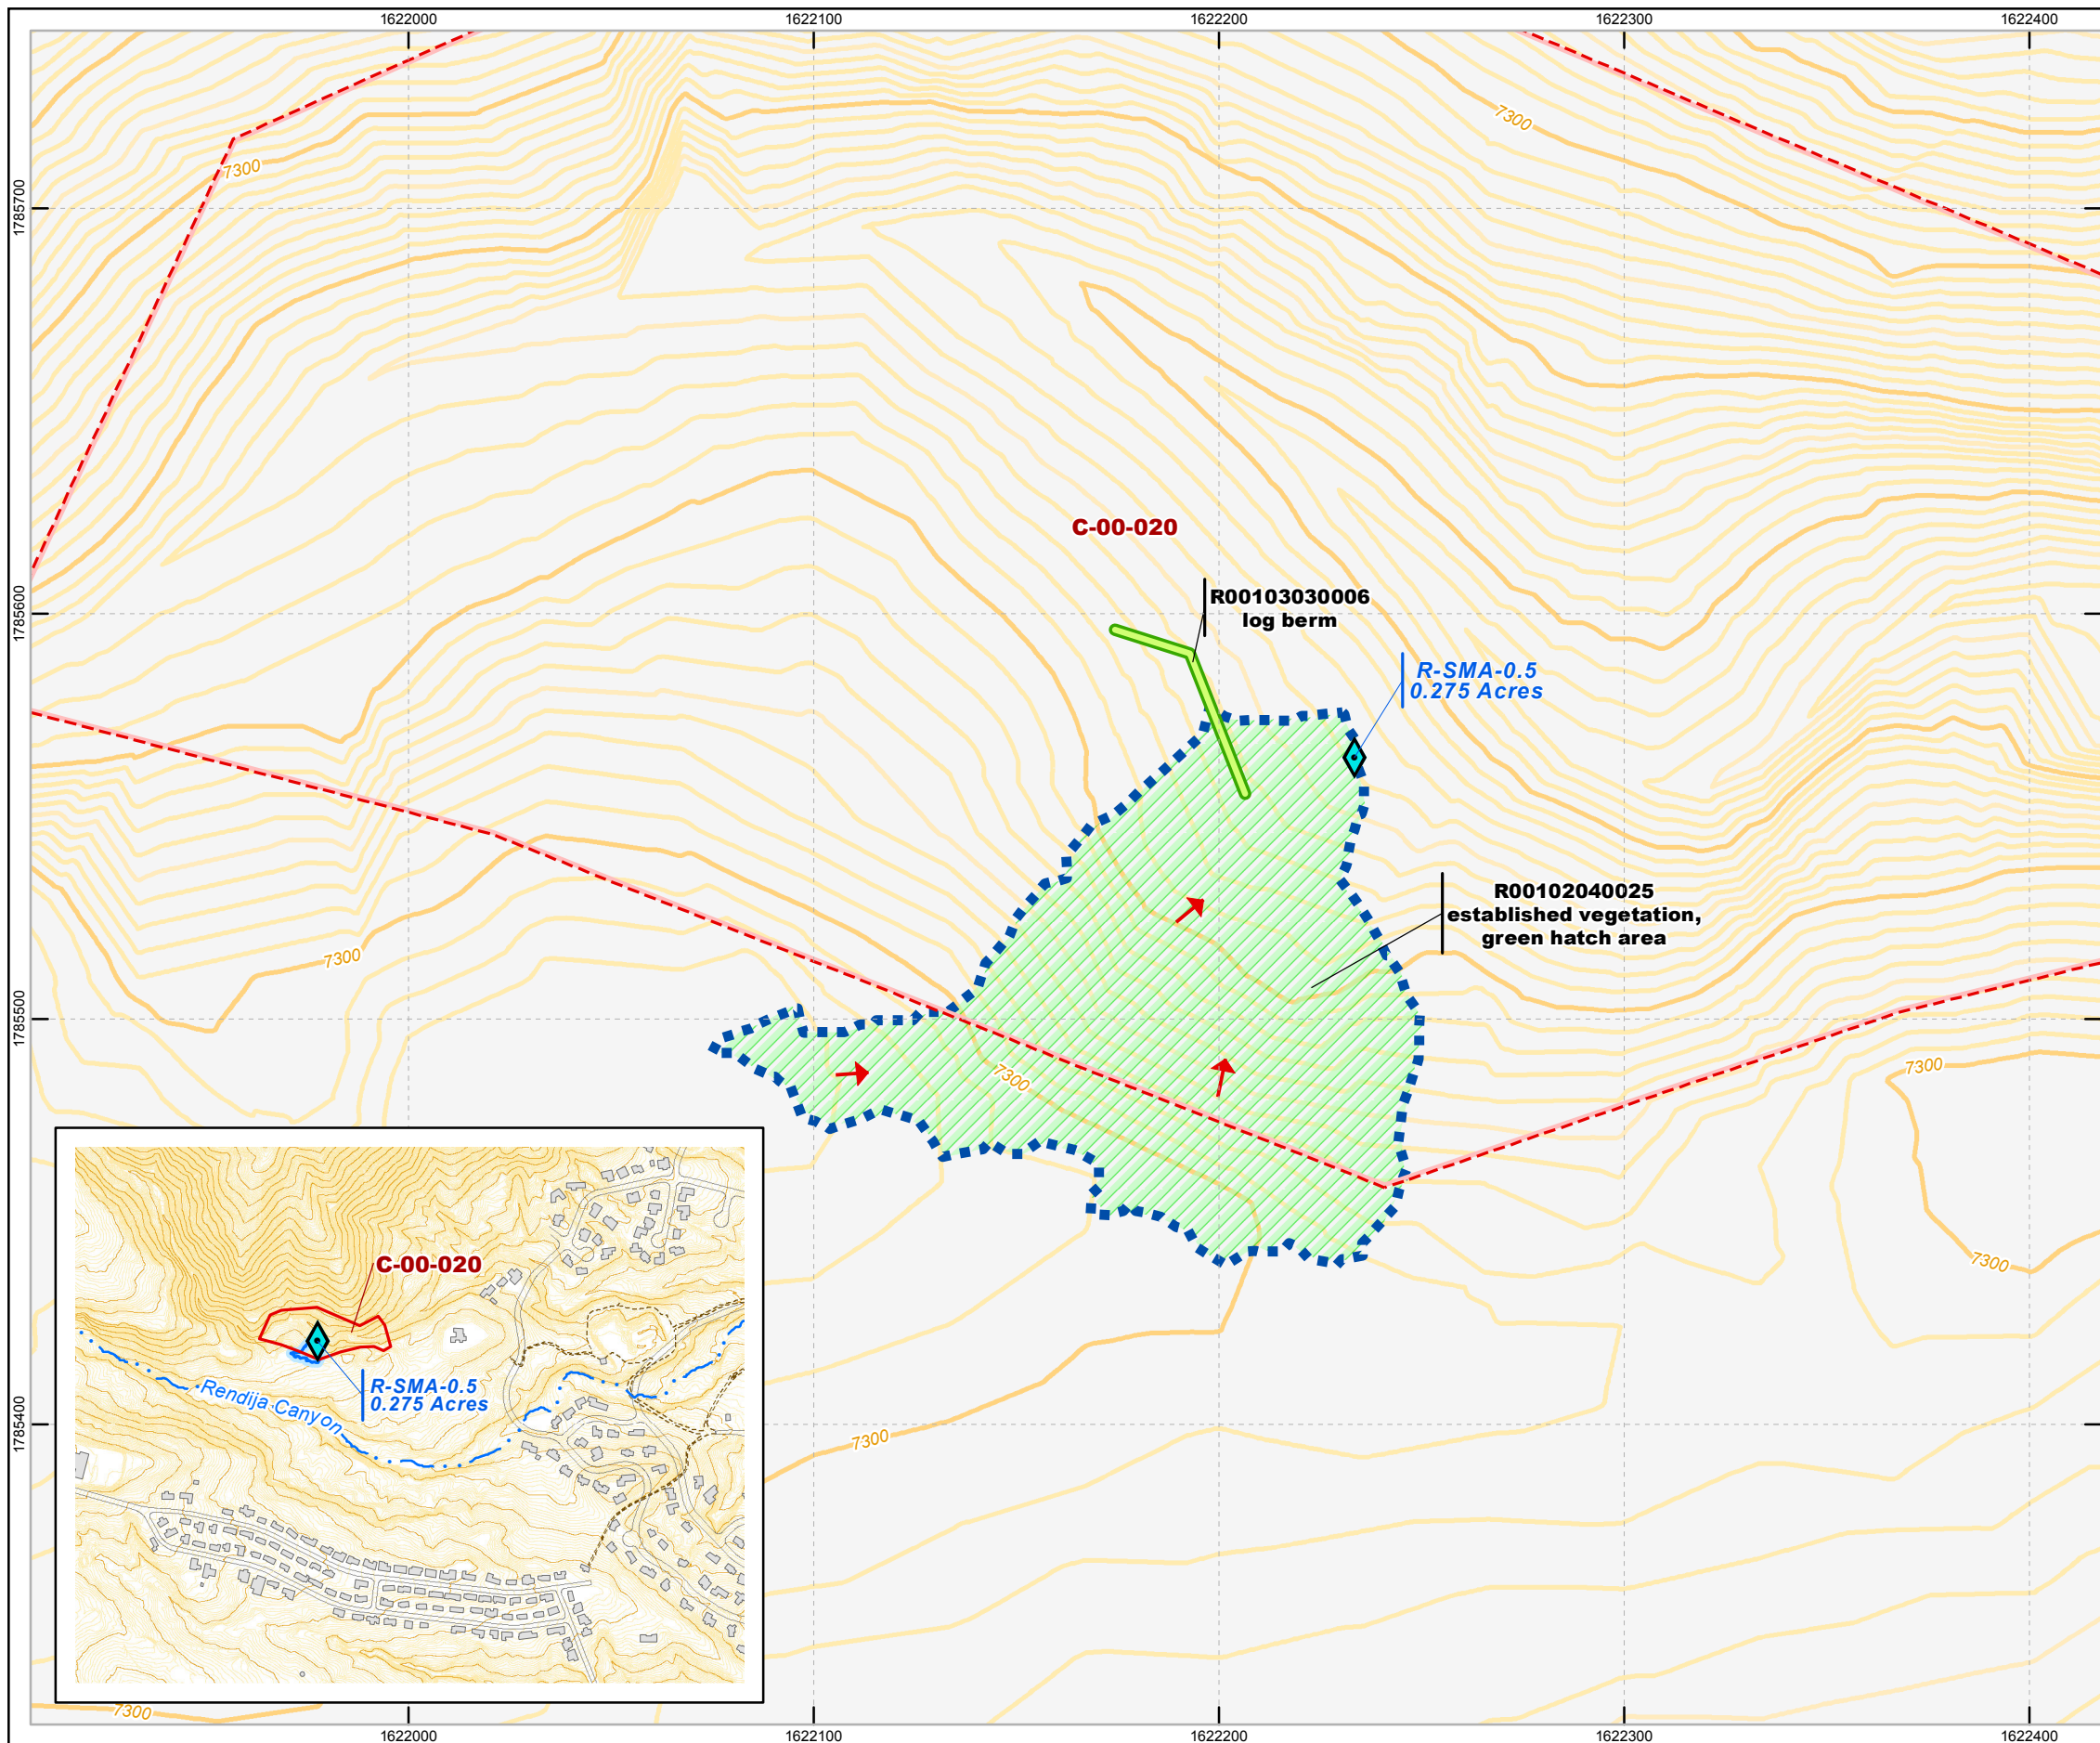 1622000 1622100 1622200 1622300 1622400
7300
7300
1785700
C-00-020
1785600
R00103030006
log berm
R-SMA-0.5
0.275 Acres
R00102040025
established vegetation,
green hatch area
7300
1785500
7300
7300
7300
C-00-020
R-SMA-0.5
0.275 Acres
Rendija Canyon
1785400
7300
7300
1622000 1622100 1622200 1622300 1622400